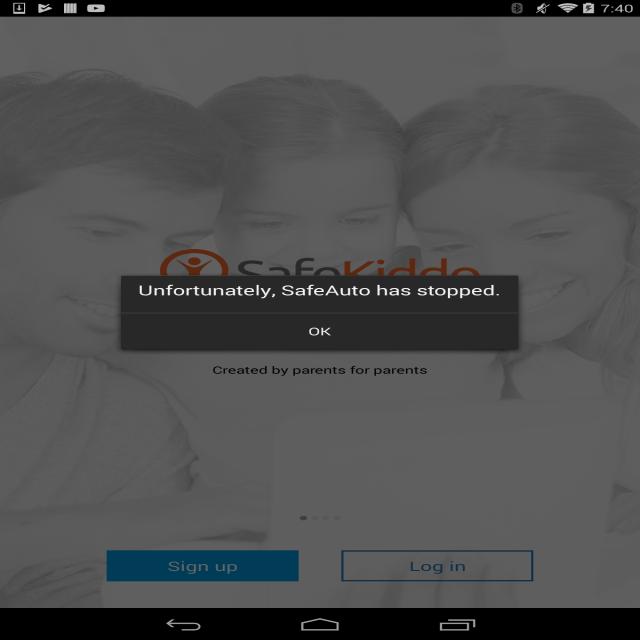 7:40
SafeKiddo
Unfortunately, SafeAuto has stopped.
OK
Created by parents for parents
Sign up
Log in